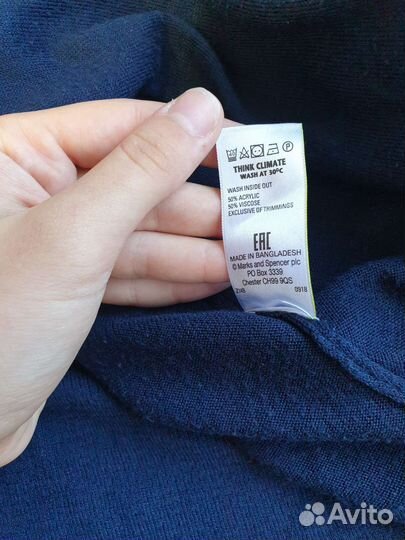 THINK CLIMATE
WASH AT 30ºC
WASH INSIDE OUT
50% ACRYLIC
50% VISCOSE
EXCLUSIVE OF TRIMMINGS
EAC
MADE IN BANGLADESH
© Marks and Spencer plc
PO Box 3339
Chester CH99 9QS
0918
Avito